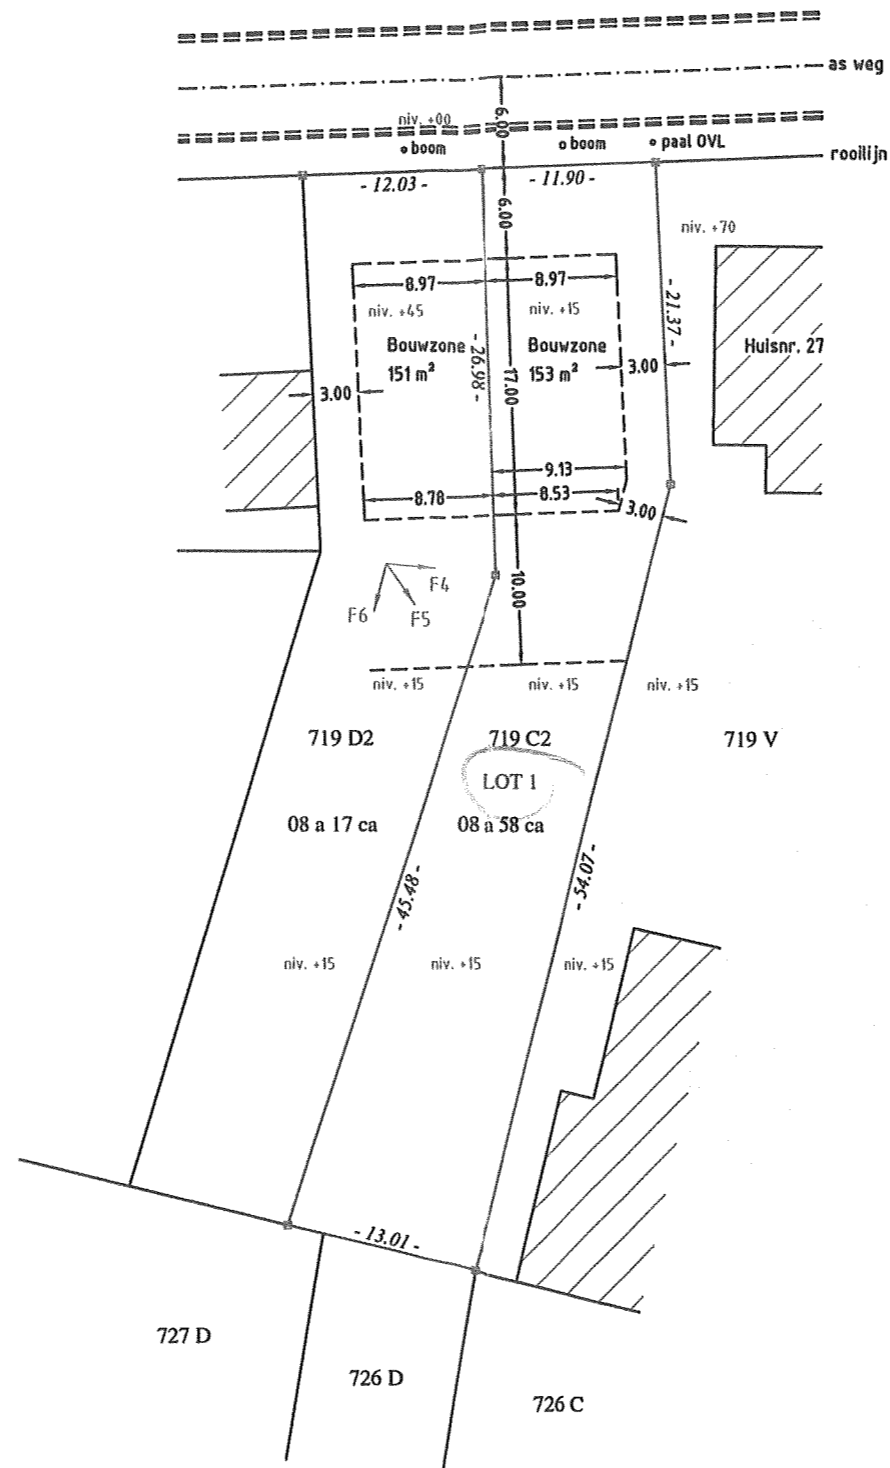 as weg
6.00
niv. +00
boom
boom
paal OVL
rooilijn
- 12.03 -
- 11.90 -
6.00
niv. +70
8.97
8.97
niv. +45
niv. +15
- 21.37 -
Bouwzone
151 m²
- 26.98 -
Bouwzone
153 m²
Huisnr. 27
3.00
17.00
3.00
9.13
8.78
8.53
3.00
10.00
F4
F5
F6
niv. +15
niv. +15
niv. +15
719 D2
719 C2
719 V
LOT 1
08 a 17 ca
08 a 58 ca
- 45.48 -
- 54.07 -
niv. +15
niv. +15
niv. +15
- 13.01 -
727 D
726 D
726 C